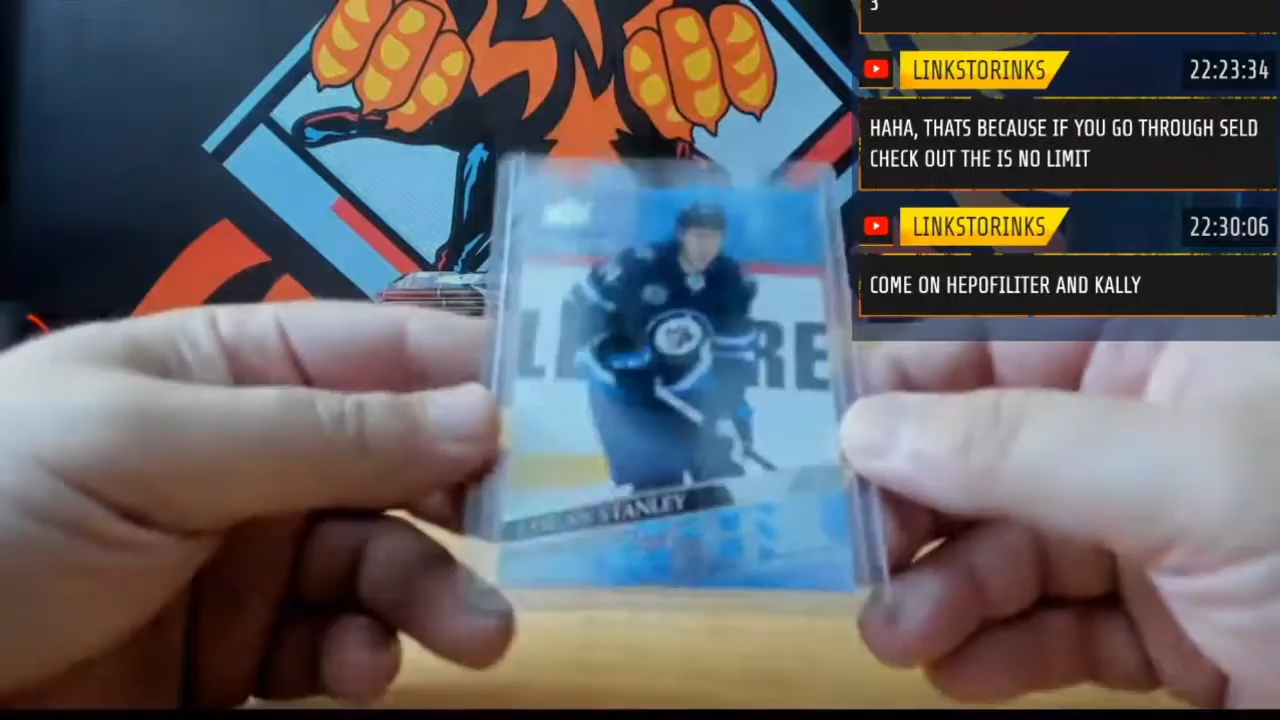 3
LINKSTORINKS
22:23:34
HAHA, THATS BECAUSE IF YOU GO THROUGH SELD
CHECK OUT THE IS NO LIMIT
LINKSTORINKS
22:30:06
COME ON HEPOFILITER AND KALLY
STANLEY